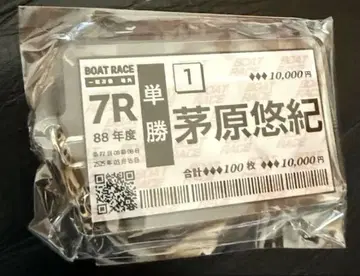 BOAT RACE
7R
88年度
単勝
1
♦♦♦10,000円
茅原悠紀
合計♦♦♦100枚 ♦♦♦10,000円